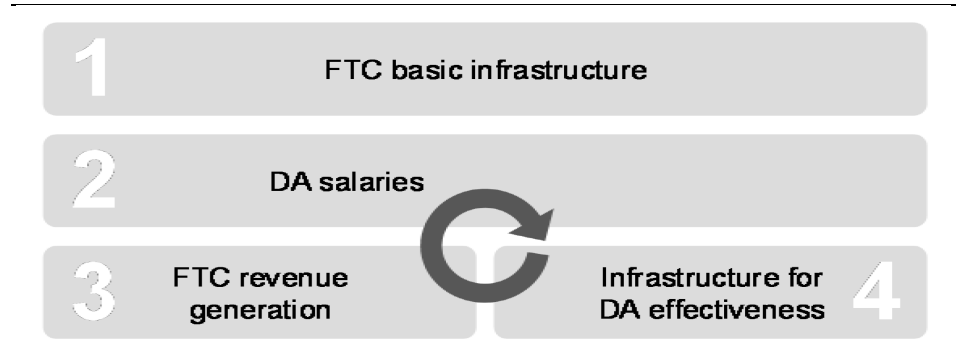 1
FTC basic infrastructure
2
DA salaries
3
FTC revenue
generation
Infrastructure for
DA effectiveness
4